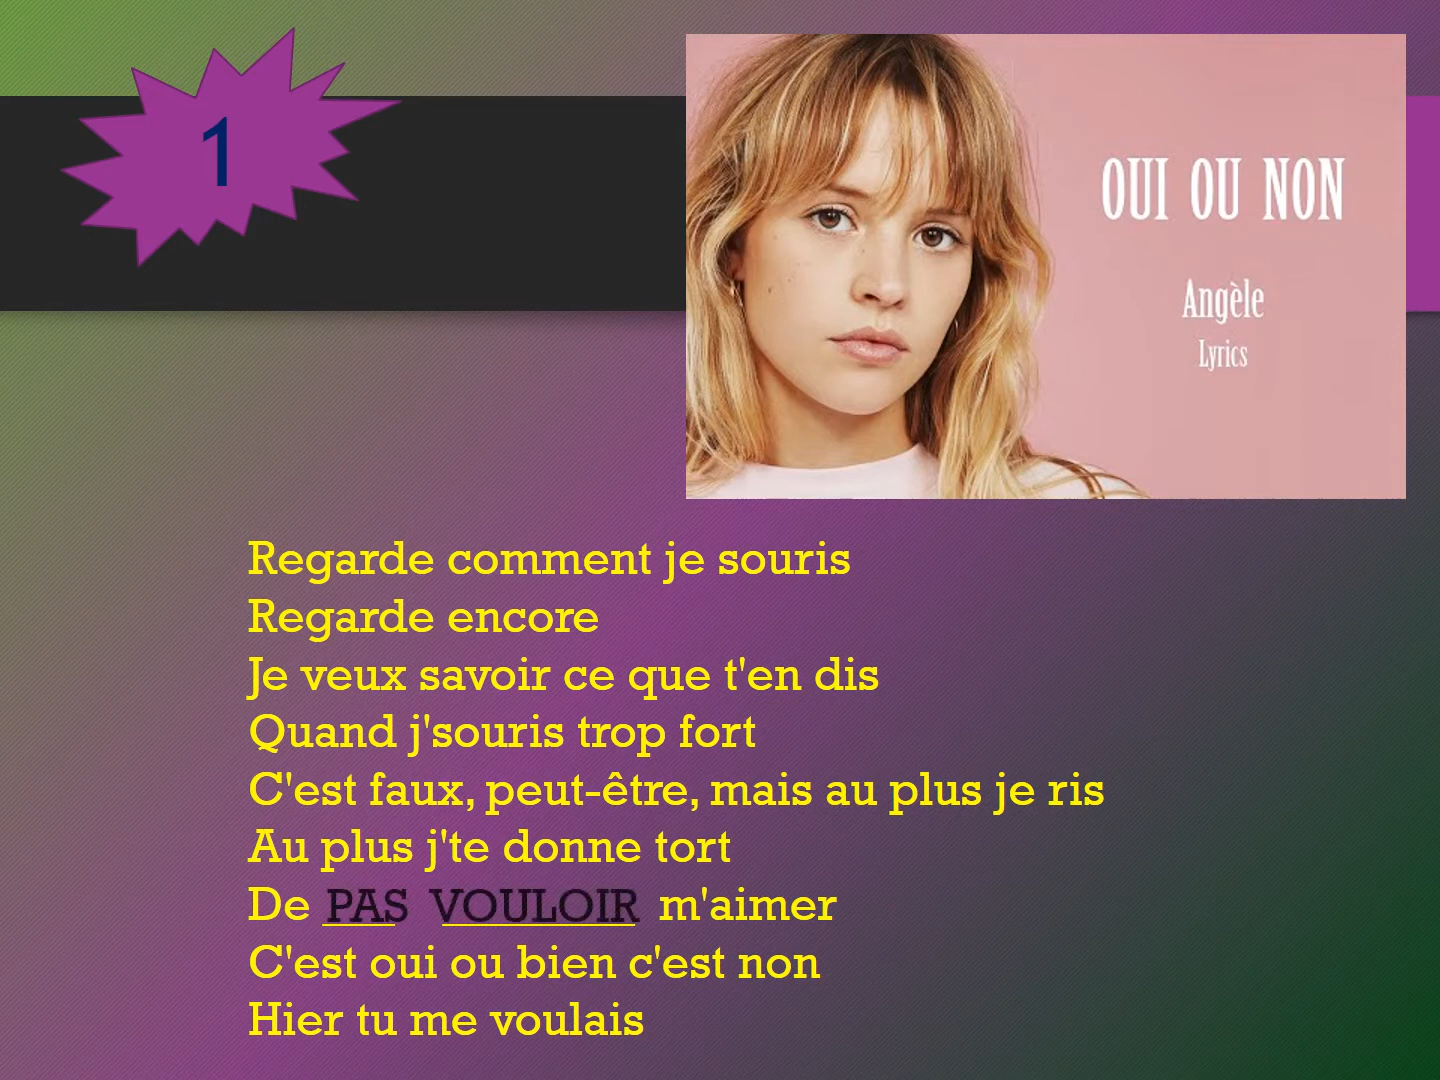 1
OUI OU NON
Angèle
Lyrics
Regarde comment je souris
Regarde encore
Je veux savoir ce que t'en dis
Quand j'souris trop fort
C'est faux, peut-être, mais au plus je ris
Au plus j'te donne tort
De PAS VOULOIR m'aimer
C'est oui ou bien c'est non
Hier tu me voulais